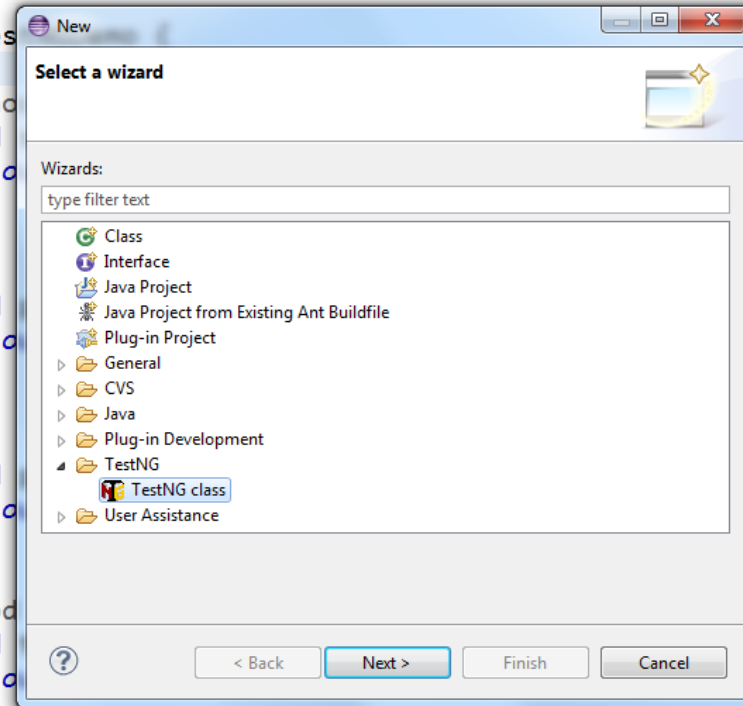 New
Select a wizard
Wizards:
type filter text
Class
Interface
Java Project
Java Project from Existing Ant Buildfile
Plug-in Project
General
CVS
Java
Plug-in Development
TestNG
TestNG class
User Assistance
?
< Back
Next >
Finish
Cancel